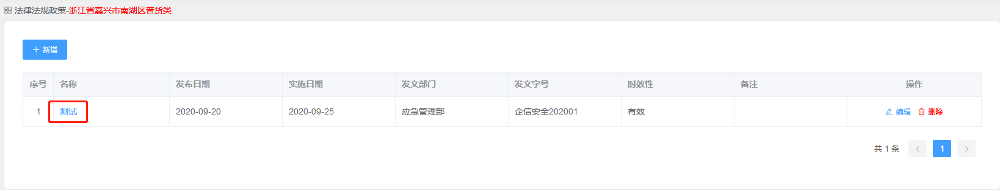 法律法规政策-浙江省嘉兴市南湖区普货类
新增
序号 名称 发布日期 实施日期 发文部门 发文字号 时效性 备注 操作
1 测试 2020-09-20 2020-09-25 应急管理部 企信安全202001 有效 编辑 删除
共 1 条 1